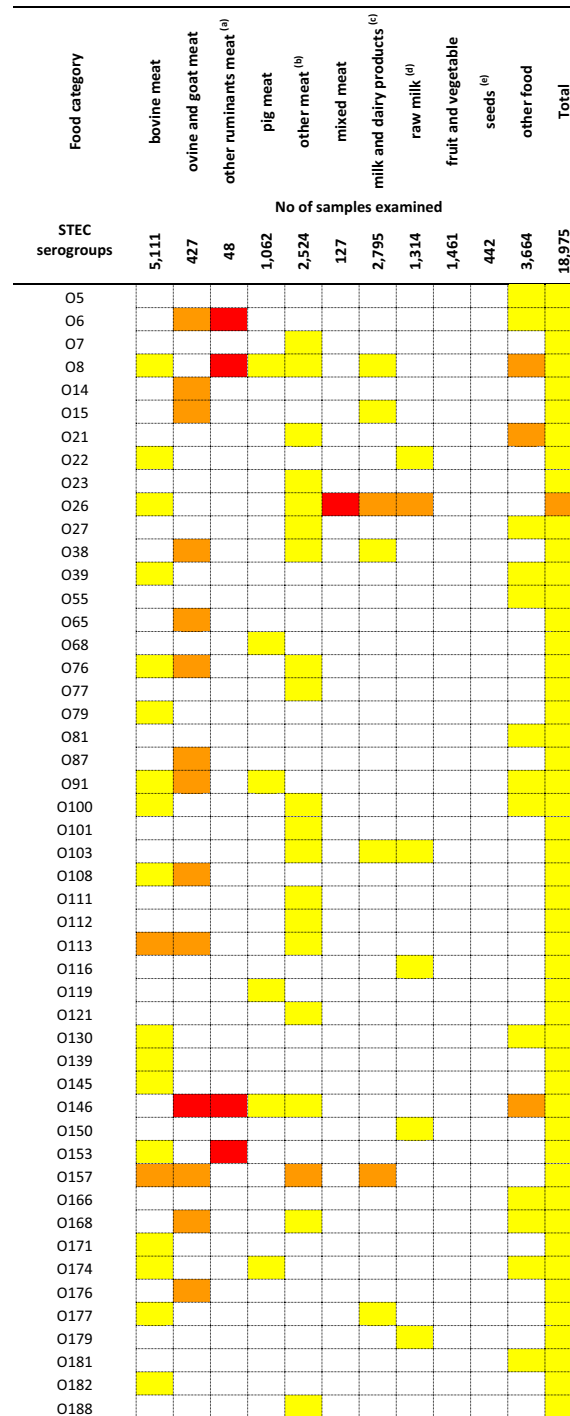 Food category
bovine meat
ovine and goat meat
other ruminants meat (a)
pig meat
other meat (b)
mixed meat
milk and dairy products (c)
raw milk (d)
fruit and vegetable
seeds (e)
other food
Total
No of samples examined
STEC
serogroups
5,111
427
48
1,062
2,524
127
2,795
1,314
1,461
442
3,664
18,975
O5
O6
O7
O8
O14
O15
O21
O22
O23
O26
O27
O38
O39
O55
O65
O68
O76
O77
O79
O81
O87
O91
O100
O101
O103
O108
O111
O112
O113
O116
O119
O121
O130
O139
O145
O146
O150
O153
O157
O166
O168
O171
O174
O176
O177
O179
O181
O182
O188